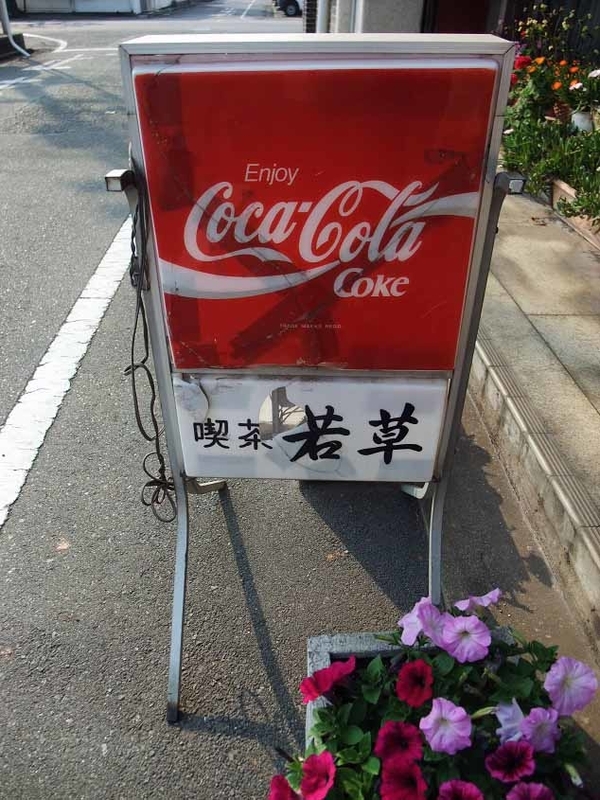 Enjoy
Coca-Cola
Coke
喫茶 若草